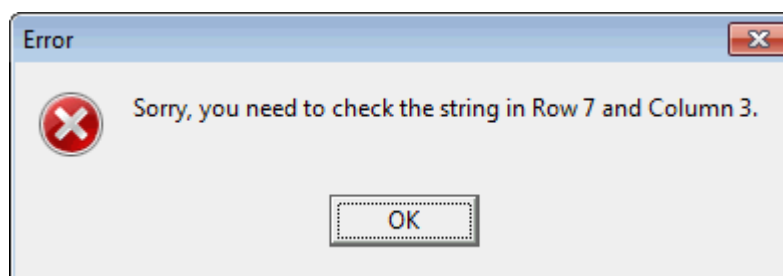 Error
Sorry, you need to check the string in Row 7 and Column 3.
OK